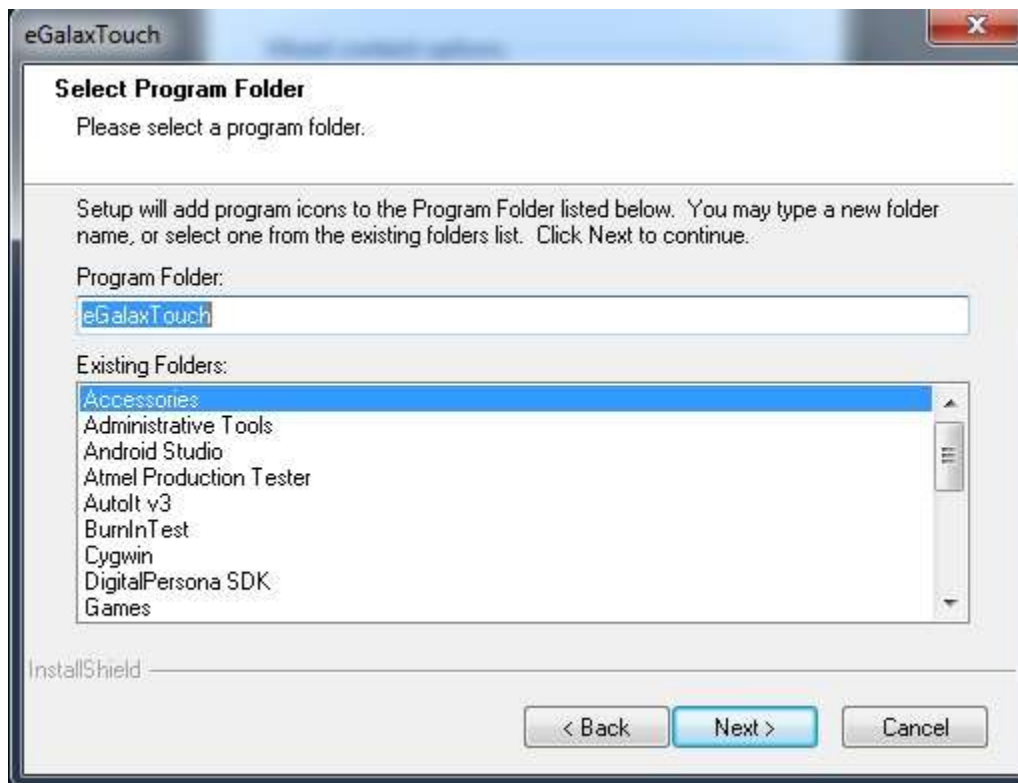 eGalaxTouch
Select Program Folder
Please select a program folder.
Setup will add program icons to the Program Folder listed below.  You may type a new folder
name, or select one from the existing folders list.  Click Next to continue.
Program Folder:
eGalaxTouch
Existing Folders:
Accessories
Administrative Tools
Android Studio
Atmel Production Tester
AutoIt v3
BurnInTest
Cygwin
DigitalPersona SDK
Games
InstallShield
< Back
Next >
Cancel